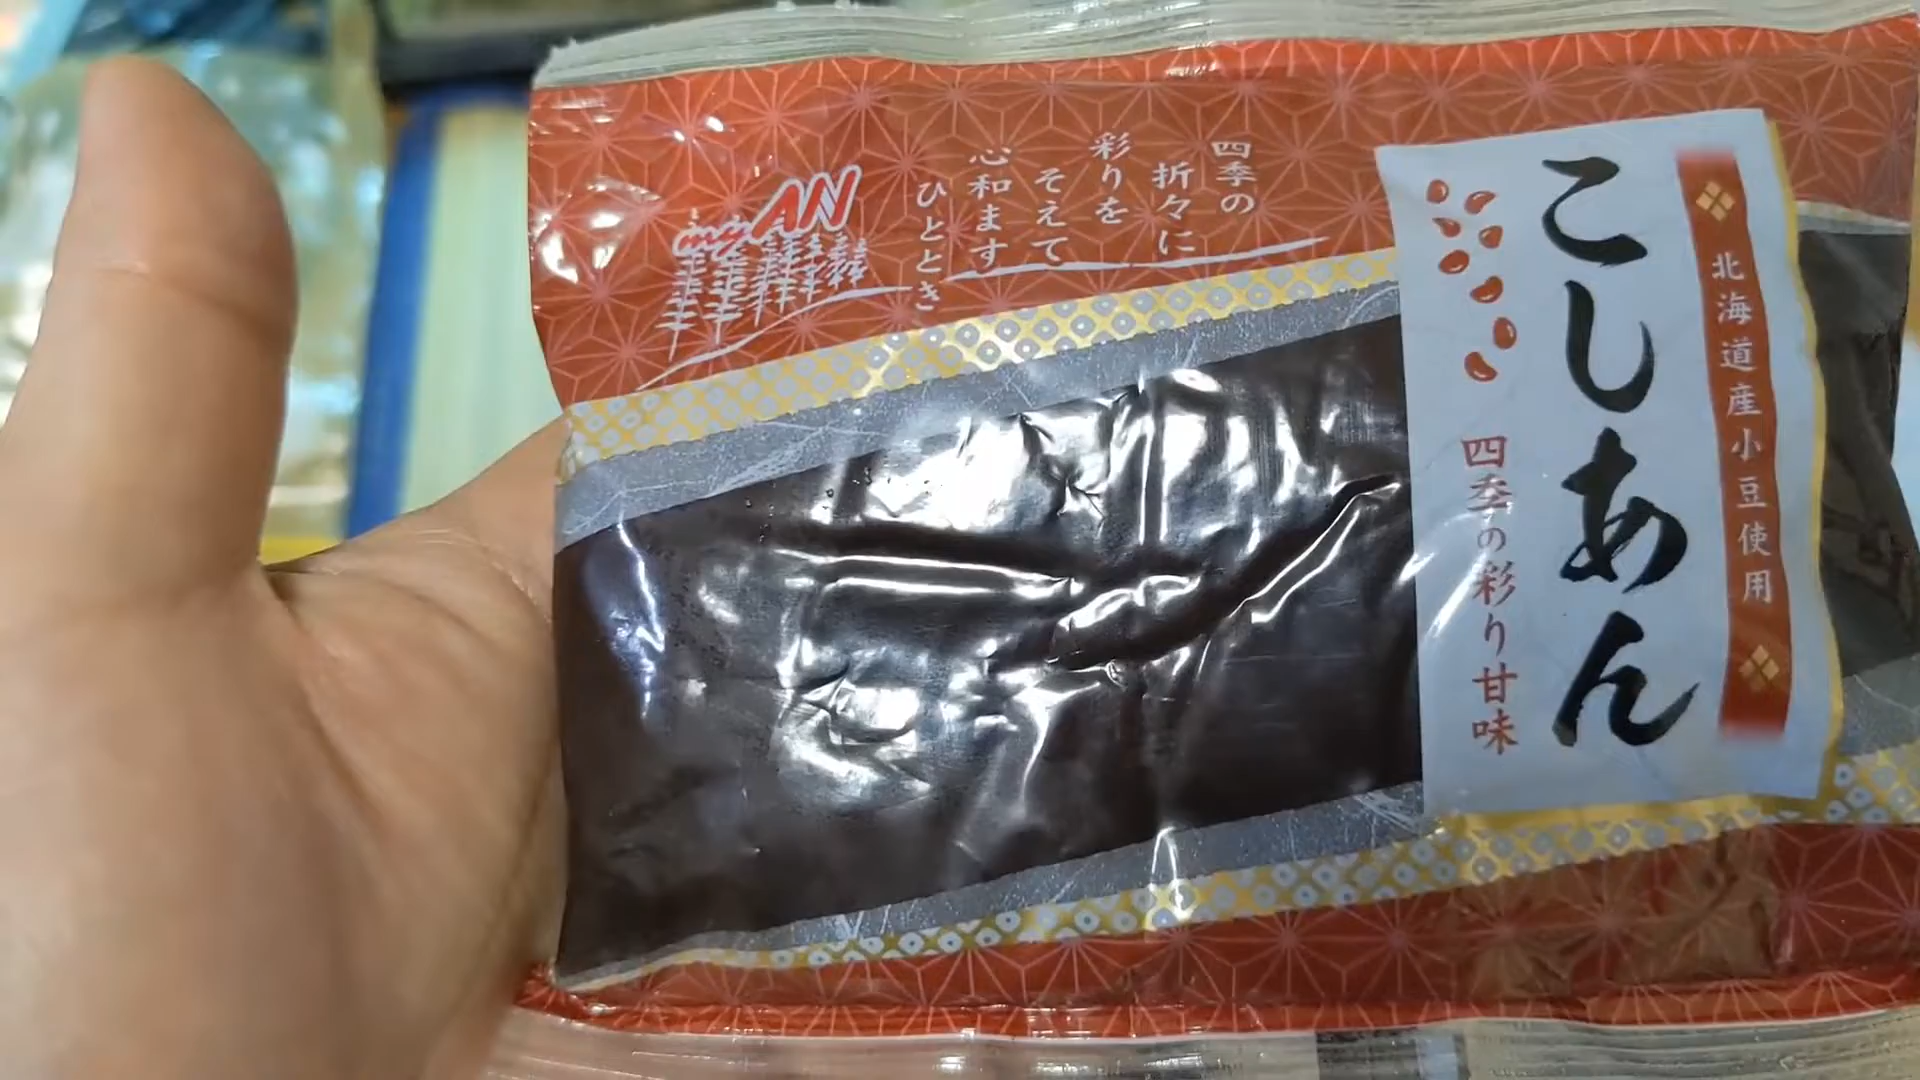 北海道産小豆使用
こしあん
四季の彩り甘味
四季の
折々に
彩りを
そえて
心和ます
ひととき
myAN